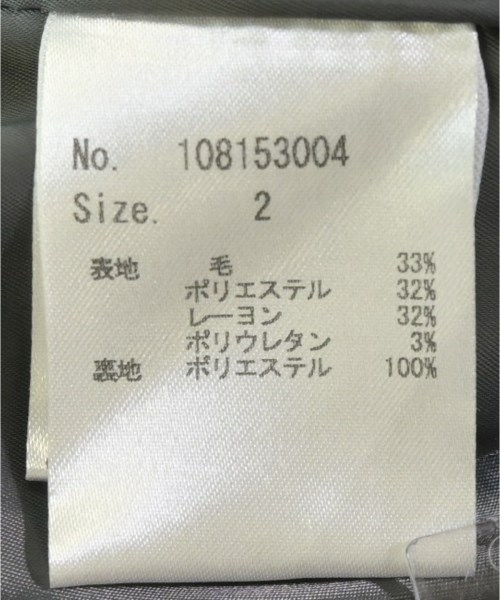 No. 108153004
Size. 2
表地 毛 33%
ポリエステル 32%
レーヨン 32%
ポリウレタン 3%
裏地 ポリエステル 100%